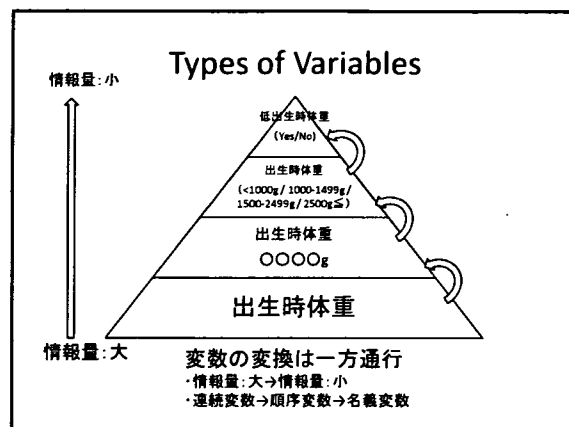 Types of Variables
情報量：小
低出生時体重
（Yes/No）
出生時体重
（<1000g/ 1000-1499g/
1500-2499g/ 2500g≦）
出生時体重
〇〇〇〇g
出生時体重
情報量：大
変数の変換は一方通行
・情報量：大→情報量：小
・連続変数→順序変数→名義変数